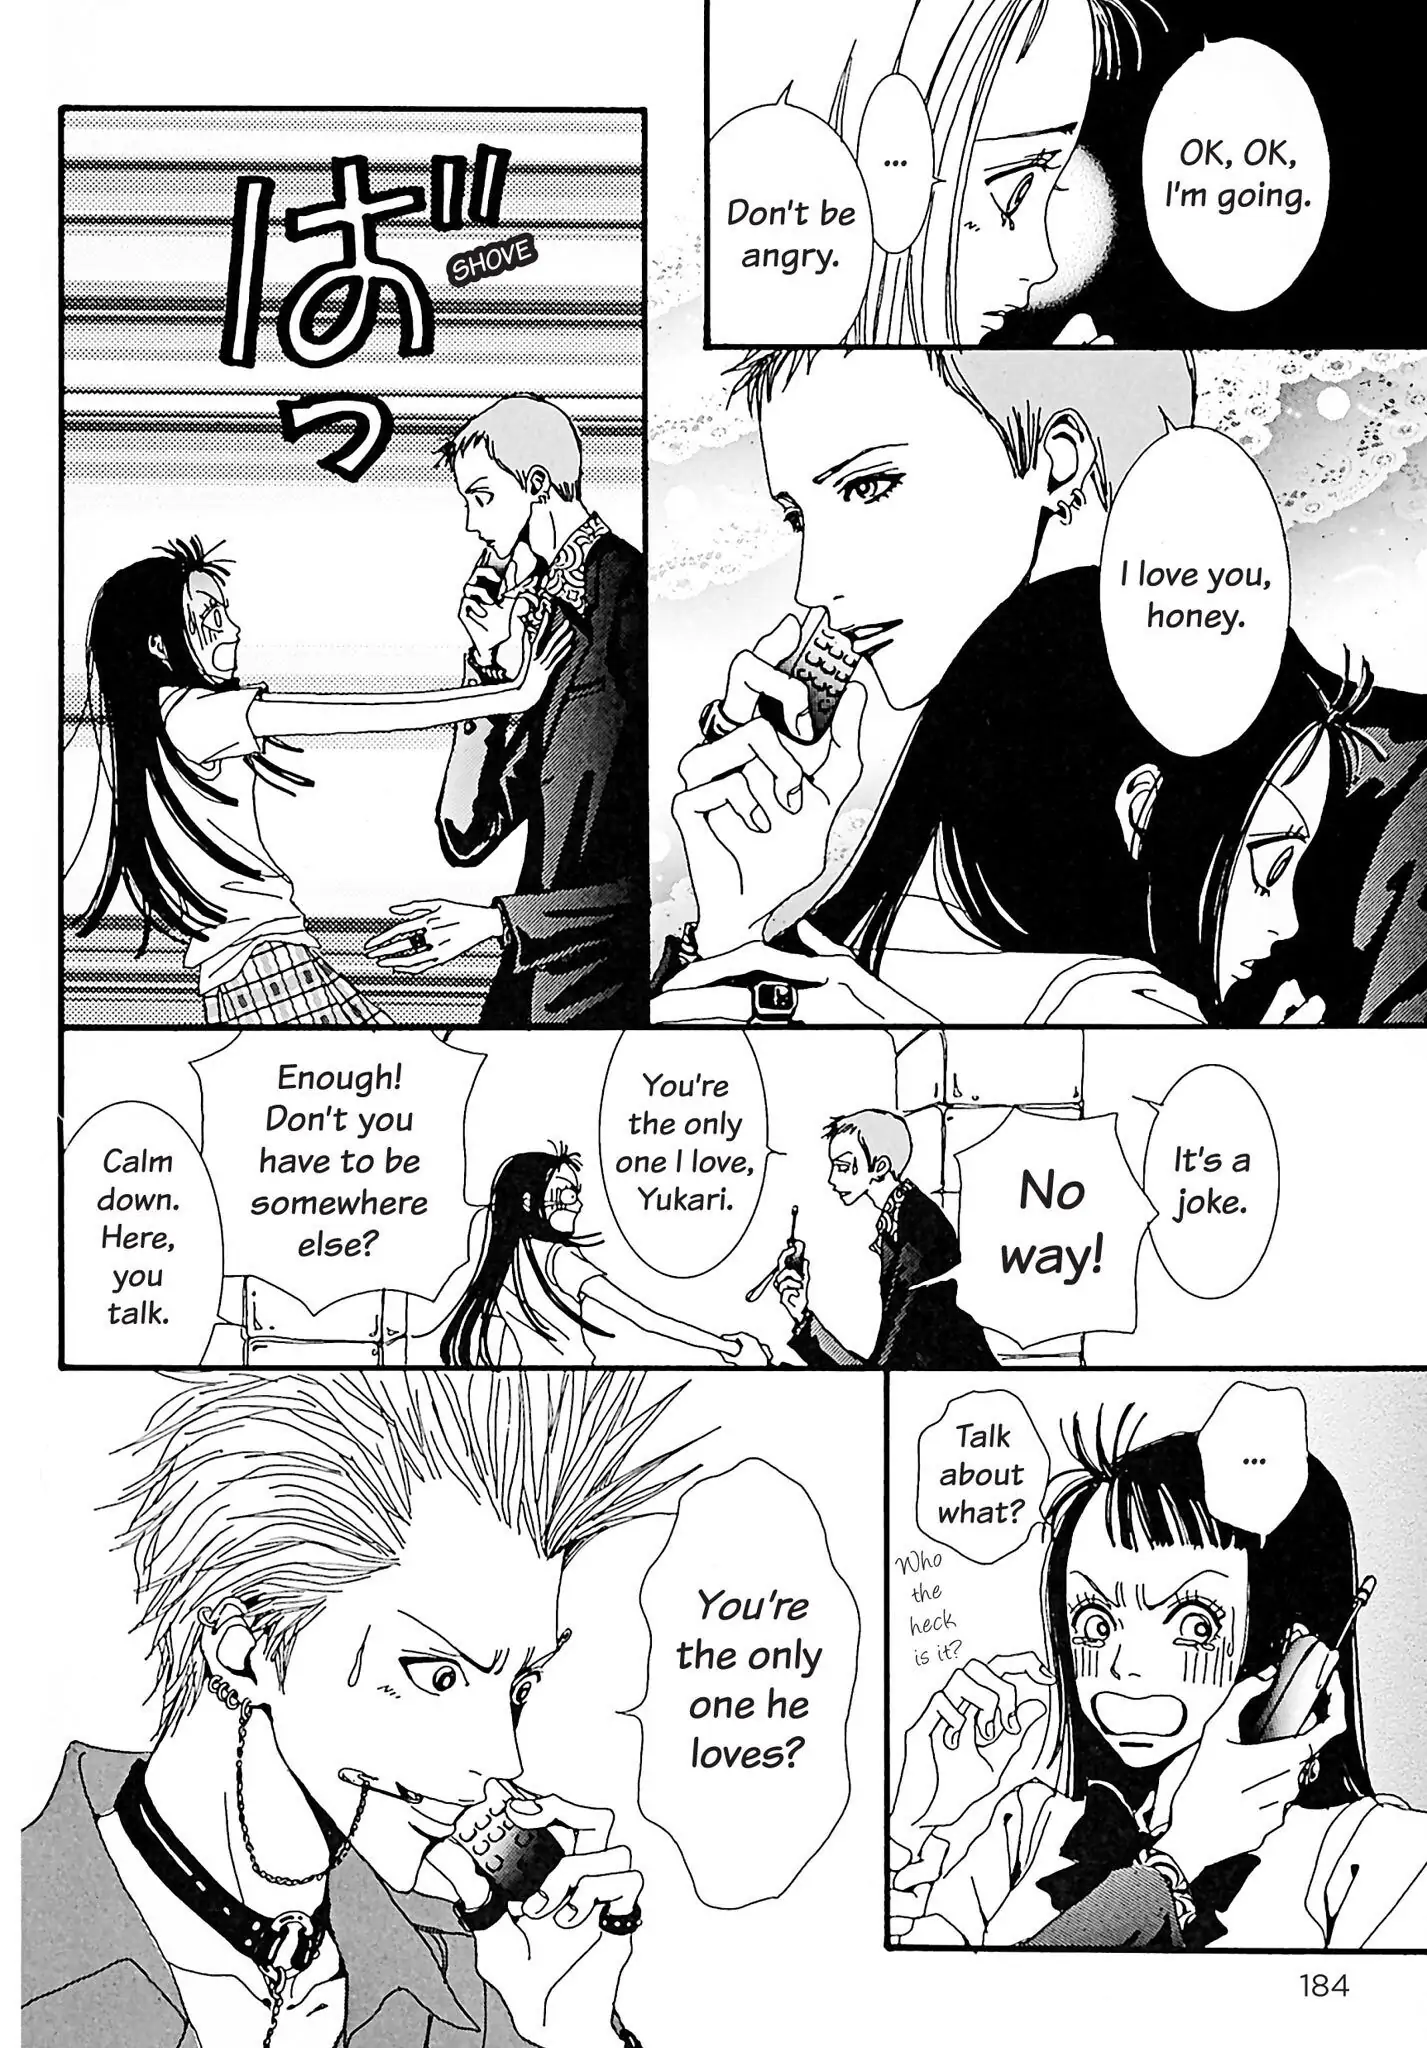 OK, OK,
I'm going.
...
Don't be
angry.
I love you,
honey.
ばっ
SHOVE
It's a
joke.
No
way!
You're
the only
one I love,
Yukari.
Enough!
Don't you
have to be
somewhere
else?
Calm
down.
Here,
you
talk.
...
Talk
about
what?
Who
the
heck
is it?
You're
the only
one he
loves?
184